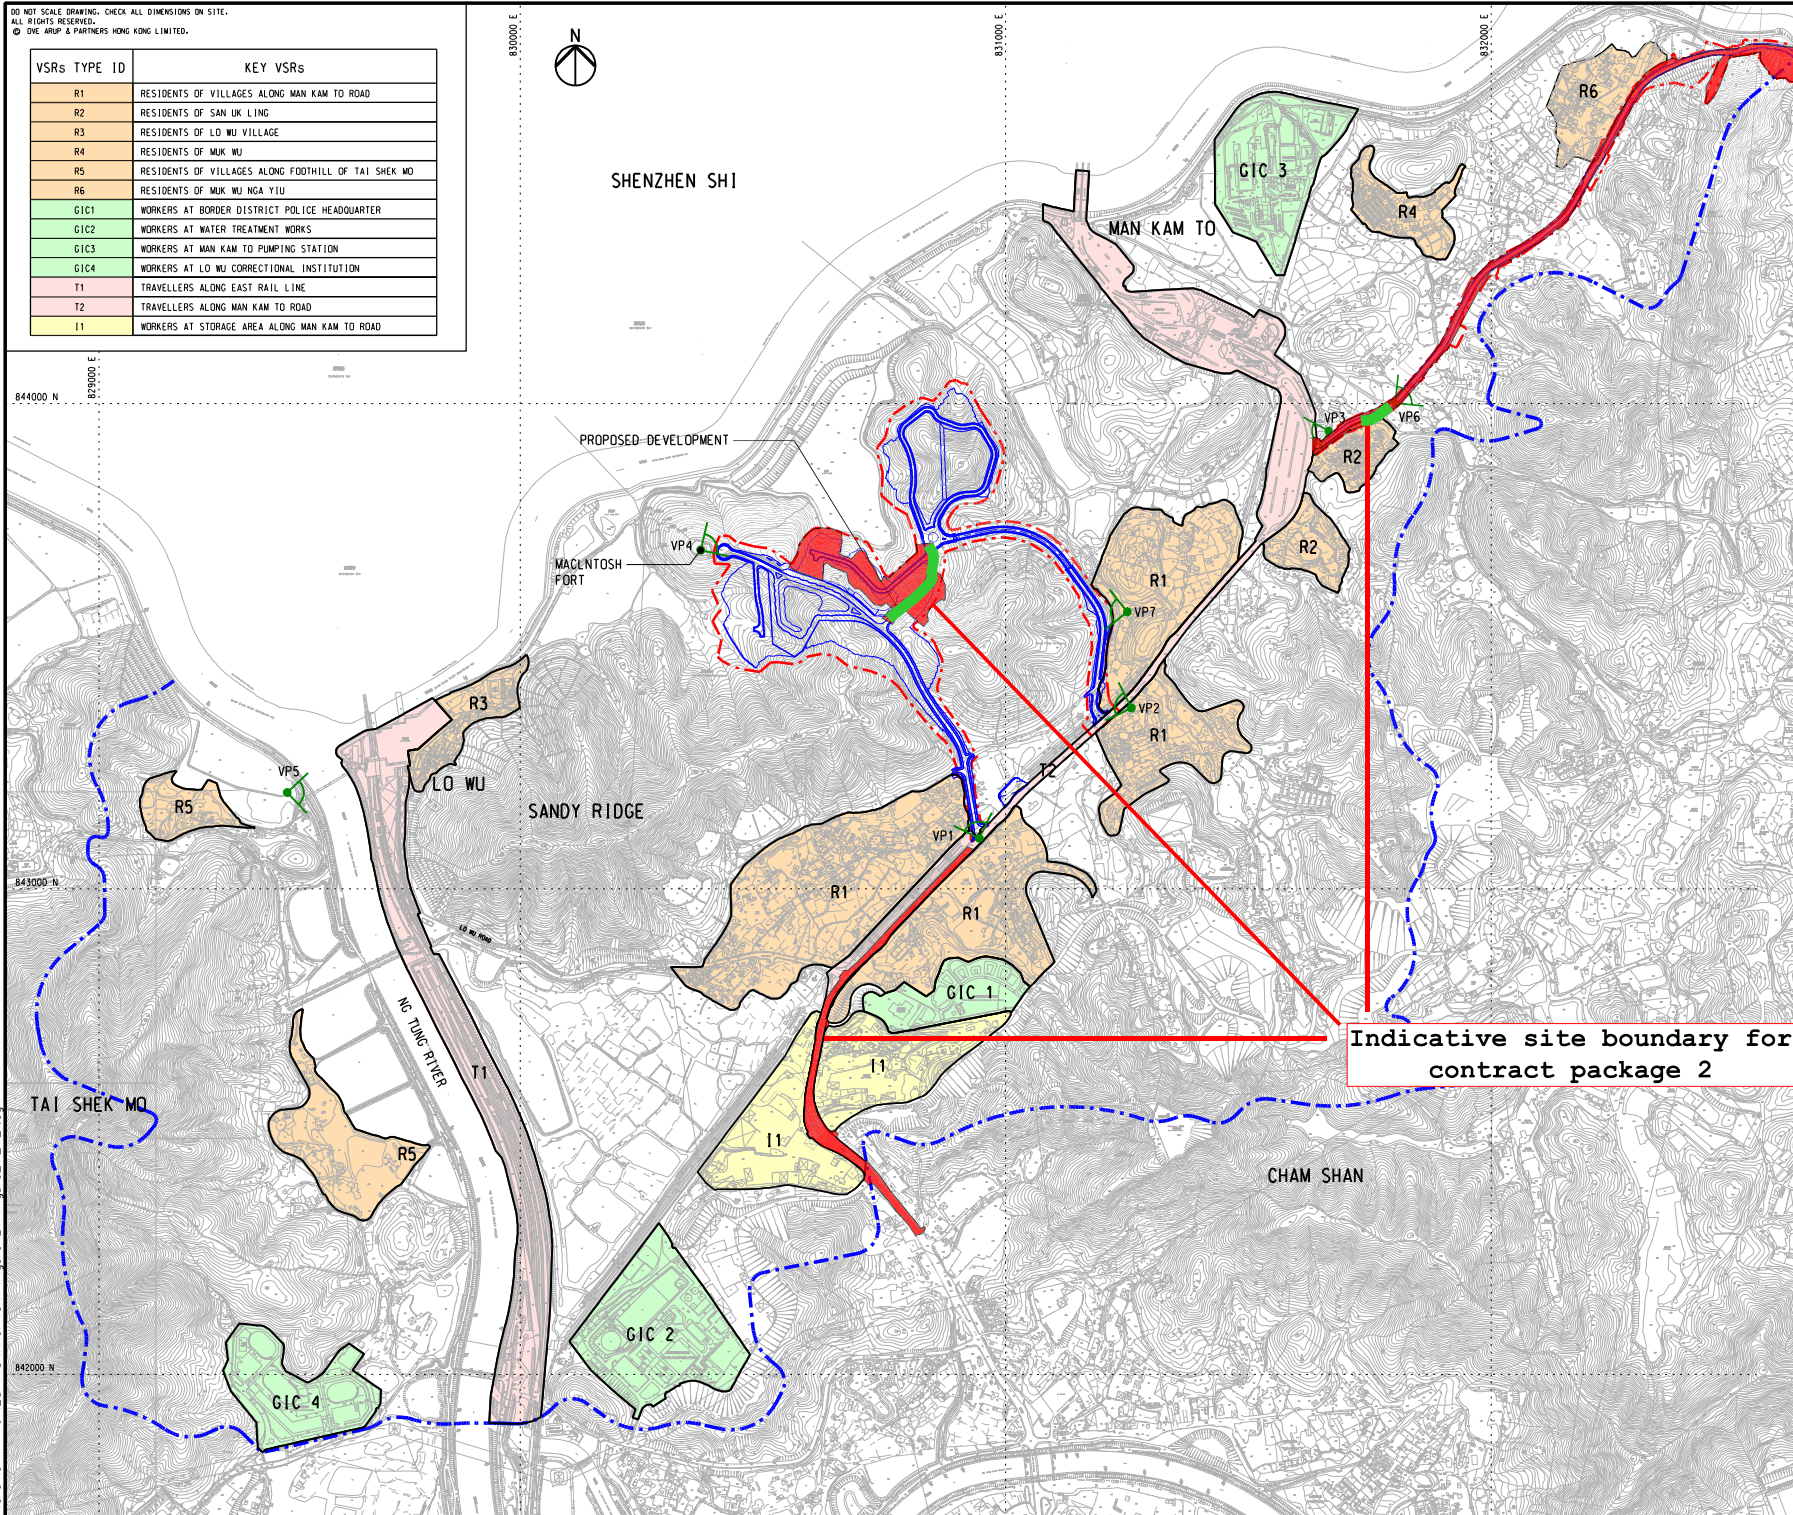 DO NOT SCALE DRAWING. CHECK ALL DIMENSIONS ON SITE.
ALL RIGHTS RESERVED.
© OVE ARUP & PARTNERS HONG KONG LIMITED.
VSRs TYPE ID KEY VSRs
R1 RESIDENTS OF VILLAGES ALONG MAN KAM TO ROAD
R2 RESIDENTS OF SAN UK LING
R3 RESIDENTS OF LO WU VILLAGE
R4 RESIDENTS OF MUK WU
R5 RESIDENTS OF VILLAGES ALONG FOOTHILL OF TAI SHEK MO
R6 RESIDENTS OF MUK WU NGA YIU
GIC1 WORKERS AT BORDER DISTRICT POLICE HEADQUARTER
GIC2 WORKERS AT WATER TREATMENT WORKS
GIC3 WORKERS AT MAN KAM TO PUMPING STATION
GIC4 WORKERS AT LO WU CORRECTIONAL INSTITUTION
T1 TRAVELLERS ALONG EAST RAIL LINE
T2 TRAVELLERS ALONG MAN KAM TO ROAD
I1 WORKERS AT STORAGE AREA ALONG MAN KAM TO ROAD
829000 E
830000 E
831000 E
832000 E
N
R6
SHENZHEN SHI
GIC 3
R4
MAN KAM TO
844000 N
VP3
VP6
PROPOSED DEVELOPMENT
R2
VP4
R2
MACLNTOSH
FORT
R1
VP7
R3
VP2
R1
VP5
T2
LO WU
R5
SANDY RIDGE
VP1
843000 N
R1
R1
LO WU ROAD
GIC 1
NG TUNG RIVER
Indicative site boundary for
contract package 2
T1
I1
TAI SHEK MO
I1
R5
CHAM SHAN
GIC 2
842000 N
GIC 4